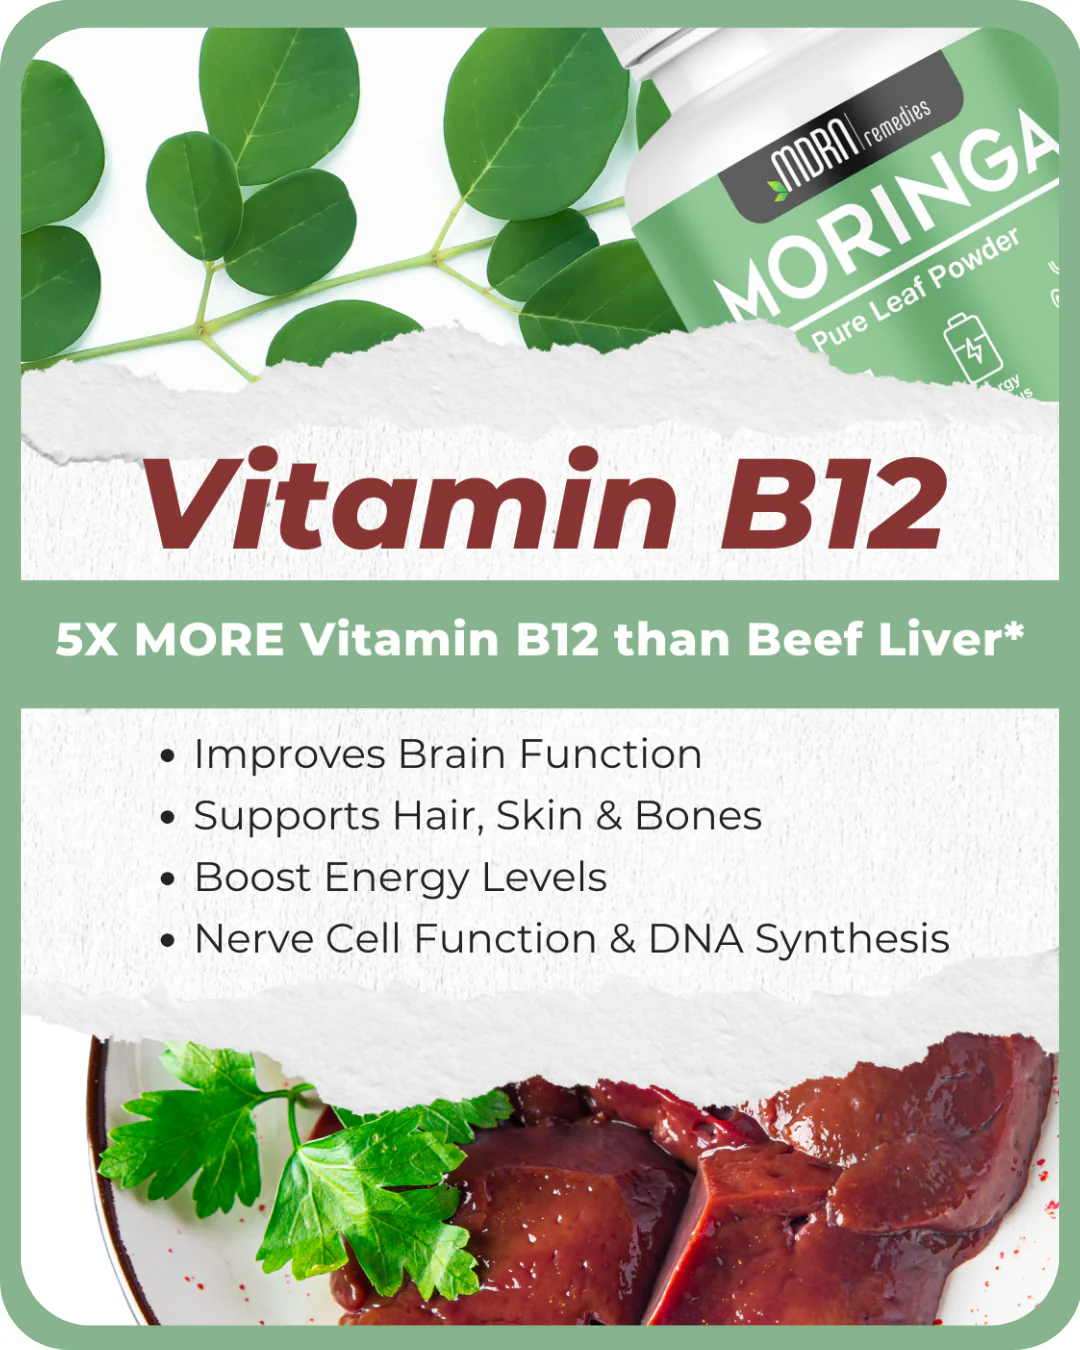 MDRN remedies
MORINGA
Pure Leaf Powder
Vitamin B12
5X MORE Vitamin B12 than Beef Liver*
• Improves Brain Function
• Supports Hair, Skin & Bones
• Boost Energy Levels
• Nerve Cell Function & DNA Synthesis